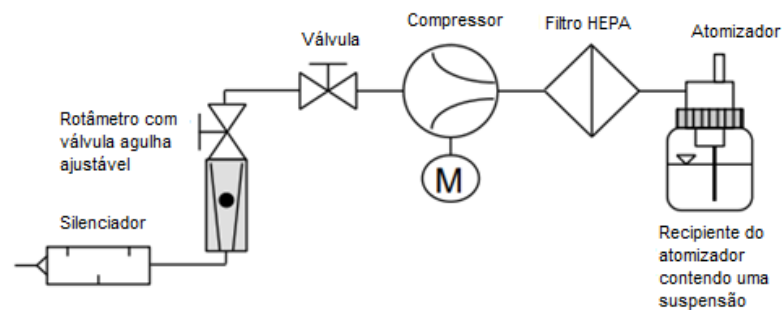 Compressor
Válvula
Filtro HEPA
Atomizador
Rotâmetro com
válvula agulha
ajustável
M
Silenciador
Recipiente do
atomizador
contendo uma
suspensão